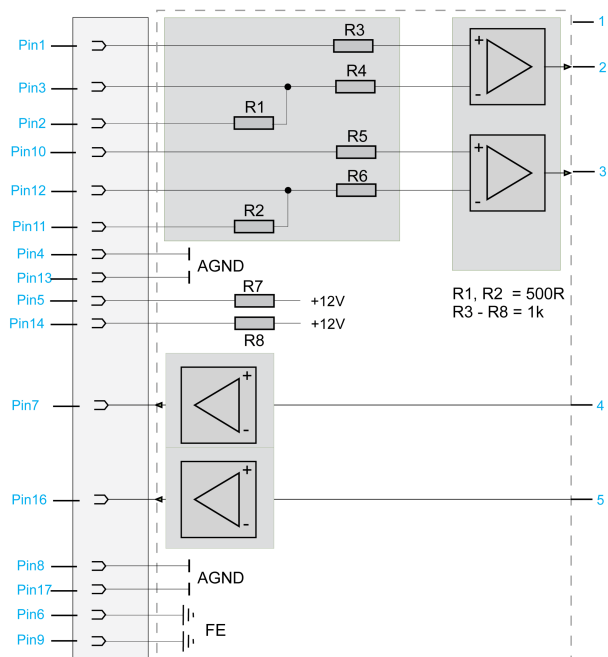 1
Pin1
R3
+
2
Pin3
R4
-
R1
Pin2
Pin10
R5
+
3
Pin12
R6
-
R2
Pin11
Pin4
AGND
Pin13
Pin5
R7
+12V
R1, R2 = 500R
R3 - R8 = 1k
Pin14
R8
+12V
+
Pin7
4
-
+
Pin16
5
-
Pin8
AGND
Pin17
Pin6
FE
Pin9